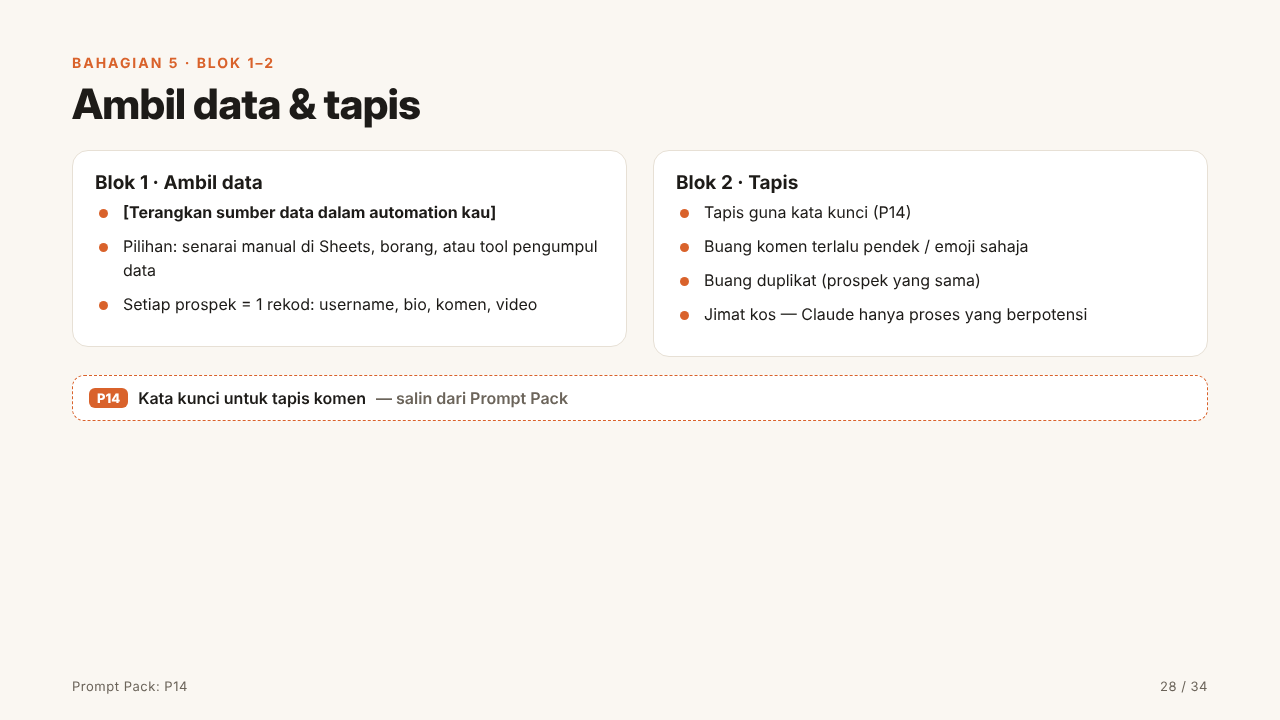 BAHAGIAN 5 · BLOK 1–2
Ambil data & tapis
Blok 1 · Ambil data
[Terangkan sumber data dalam automation kau]
Pilihan: senarai manual di Sheets, borang, atau tool pengumpul
data
Setiap prospek = 1 rekod: username, bio, komen, video
Blok 2 · Tapis
Tapis guna kata kunci (P14)
Buang komen terlalu pendek / emoji sahaja
Buang duplikat (prospek yang sama)
Jimat kos — Claude hanya proses yang berpotensi
P14 Kata kunci untuk tapis komen — salin dari Prompt Pack
Prompt Pack: P14
28 / 34